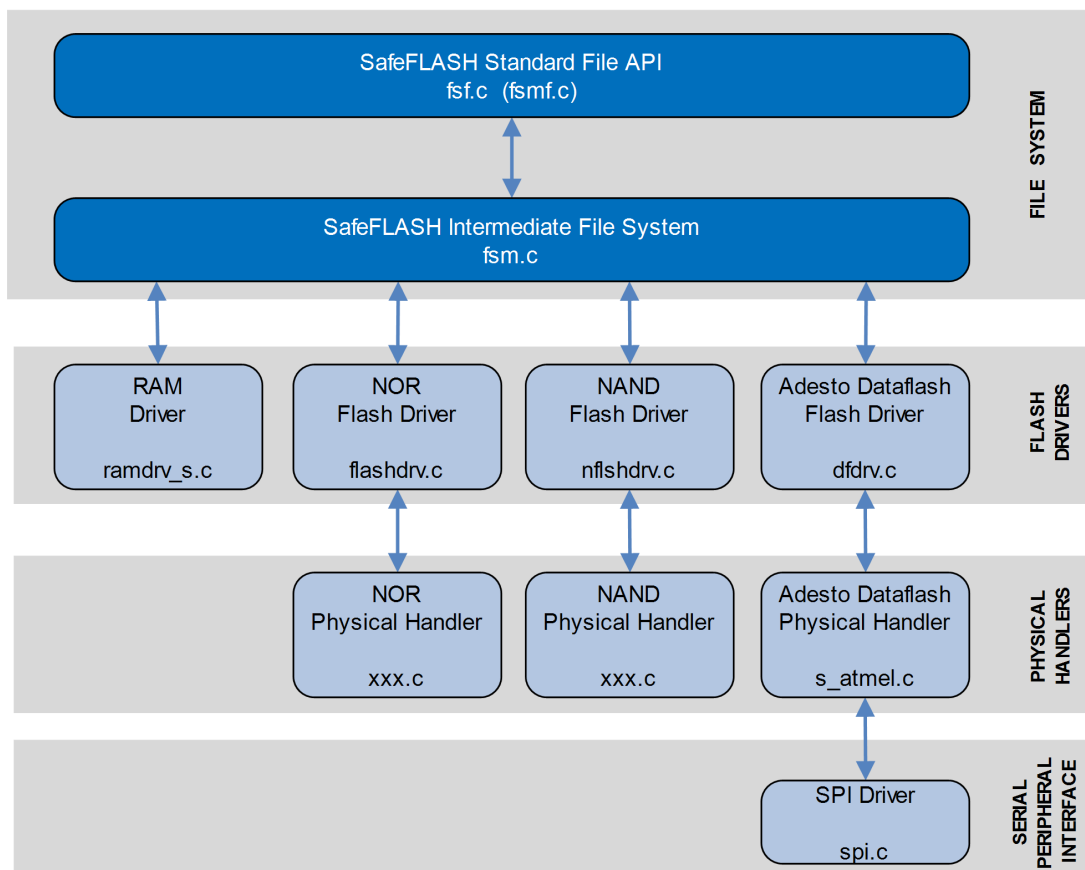 SafeFLASH Standard File API
fsf.c (fsmf.c)
FILE SYSTEM
SafeFLASH Intermediate File System
fsm.c
RAM
Driver
ramdrv_s.c
NOR
Flash Driver
flashdrv.c
NAND
Flash Driver
nflshdrv.c
Adesto Dataflash
Flash Driver
dfdrv.c
FLASH
DRIVERS
NOR
Physical Handler
xxx.c
NAND
Physical Handler
xxx.c
Adesto Dataflash
Physical Handler
s_atmel.c
PHYSICAL
HANDLERS
SPI Driver
spi.c
SERIAL
PERIPHERAL
INTERFACE